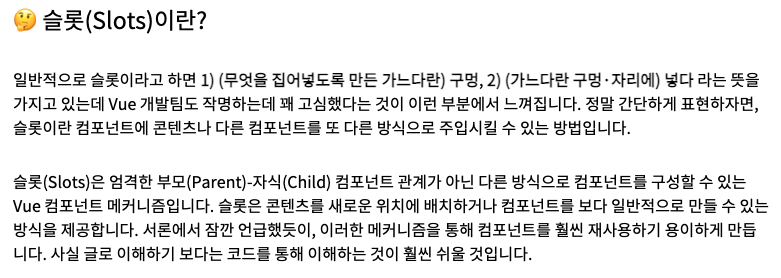 🤔 슬롯(Slots)이란?
일반적으로 슬롯이라고 하면 1) (무엇을 집어넣도록 만든 가느다란) 구멍, 2) (가느다란 구멍·자리에) 넣다 라는 뜻을
가지고 있는데 Vue 개발팀도 작명하는데 꽤 고심했다는 것이 이런 부분에서 느껴집니다. 정말 간단하게 표현하자면,
슬롯이란 컴포넌트에 콘텐츠나 다른 컴포넌트를 또 다른 방식으로 주입시킬 수 있는 방법입니다.
슬롯(Slots)은 엄격한 부모(Parent)-자식(Child) 컴포넌트 관계가 아닌 다른 방식으로 컴포넌트를 구성할 수 있는
Vue 컴포넌트 메커니즘입니다. 슬롯은 콘텐츠를 새로운 위치에 배치하거나 컴포넌트를 보다 일반적으로 만들 수 있는
방식을 제공합니다. 서론에서 잠깐 언급했듯이, 이러한 메커니즘을 통해 컴포넌트를 훨씬 재사용하기 용이하게 만듭
니다. 사실 글로 이해하기 보다는 코드를 통해 이해하는 것이 훨씬 쉬울 것입니다.